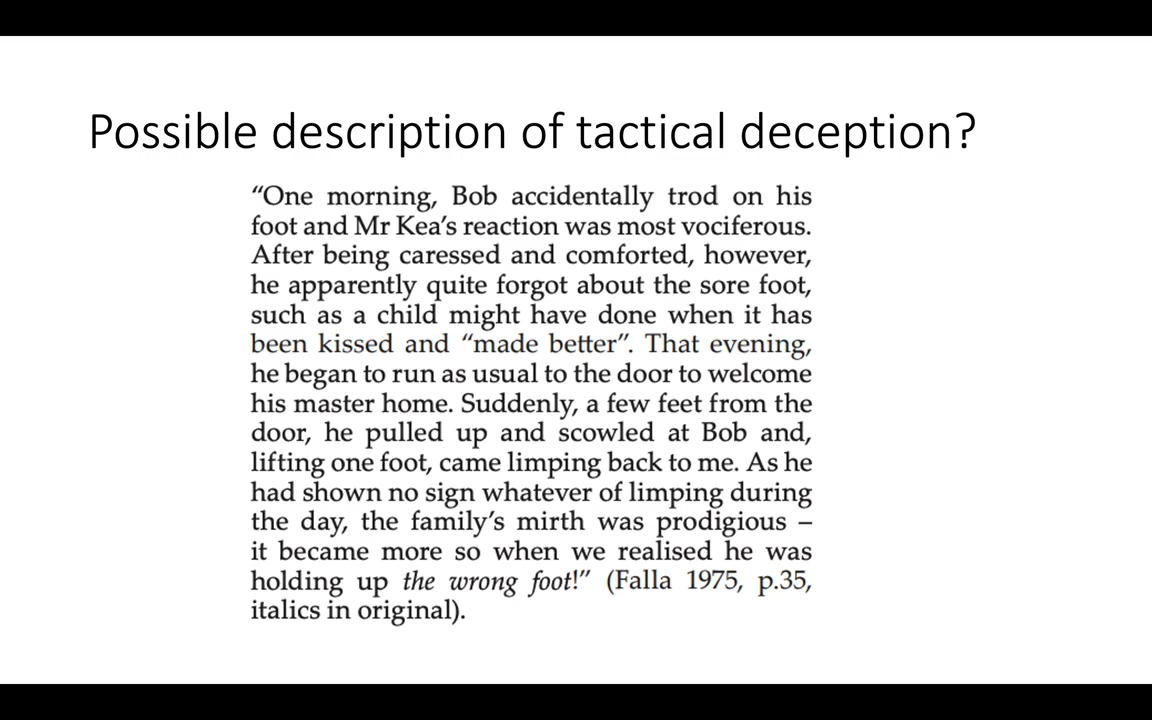 Possible description of tactical deception?
“One morning, Bob accidentally trod on his
foot and Mr Kea’s reaction was most vociferous.
After being caressed and comforted, however,
he apparently quite forgot about the sore foot,
such as a child might have done when it has
been kissed and “made better”. That evening,
he began to run as usual to the door to welcome
his master home. Suddenly, a few feet from the
door, he pulled up and scowled at Bob and,
lifting one foot, came limping back to me. As he
had shown no sign whatever of limping during
the day, the family’s mirth was prodigious –
it became more so when we realised he was
holding up the wrong foot!” (Falla 1975, p.35,
italics in original).